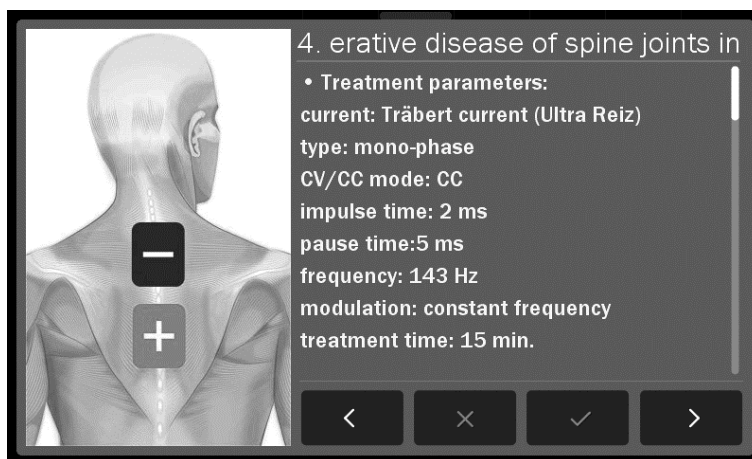 4. erative disease of spine joints in
• Treatment parameters:
current: Träbert current (Ultra Reiz)
type: mono-phase
CV/CC mode: CC
impulse time: 2 ms
pause time:5 ms
frequency: 143 Hz
modulation: constant frequency
treatment time: 15 min.